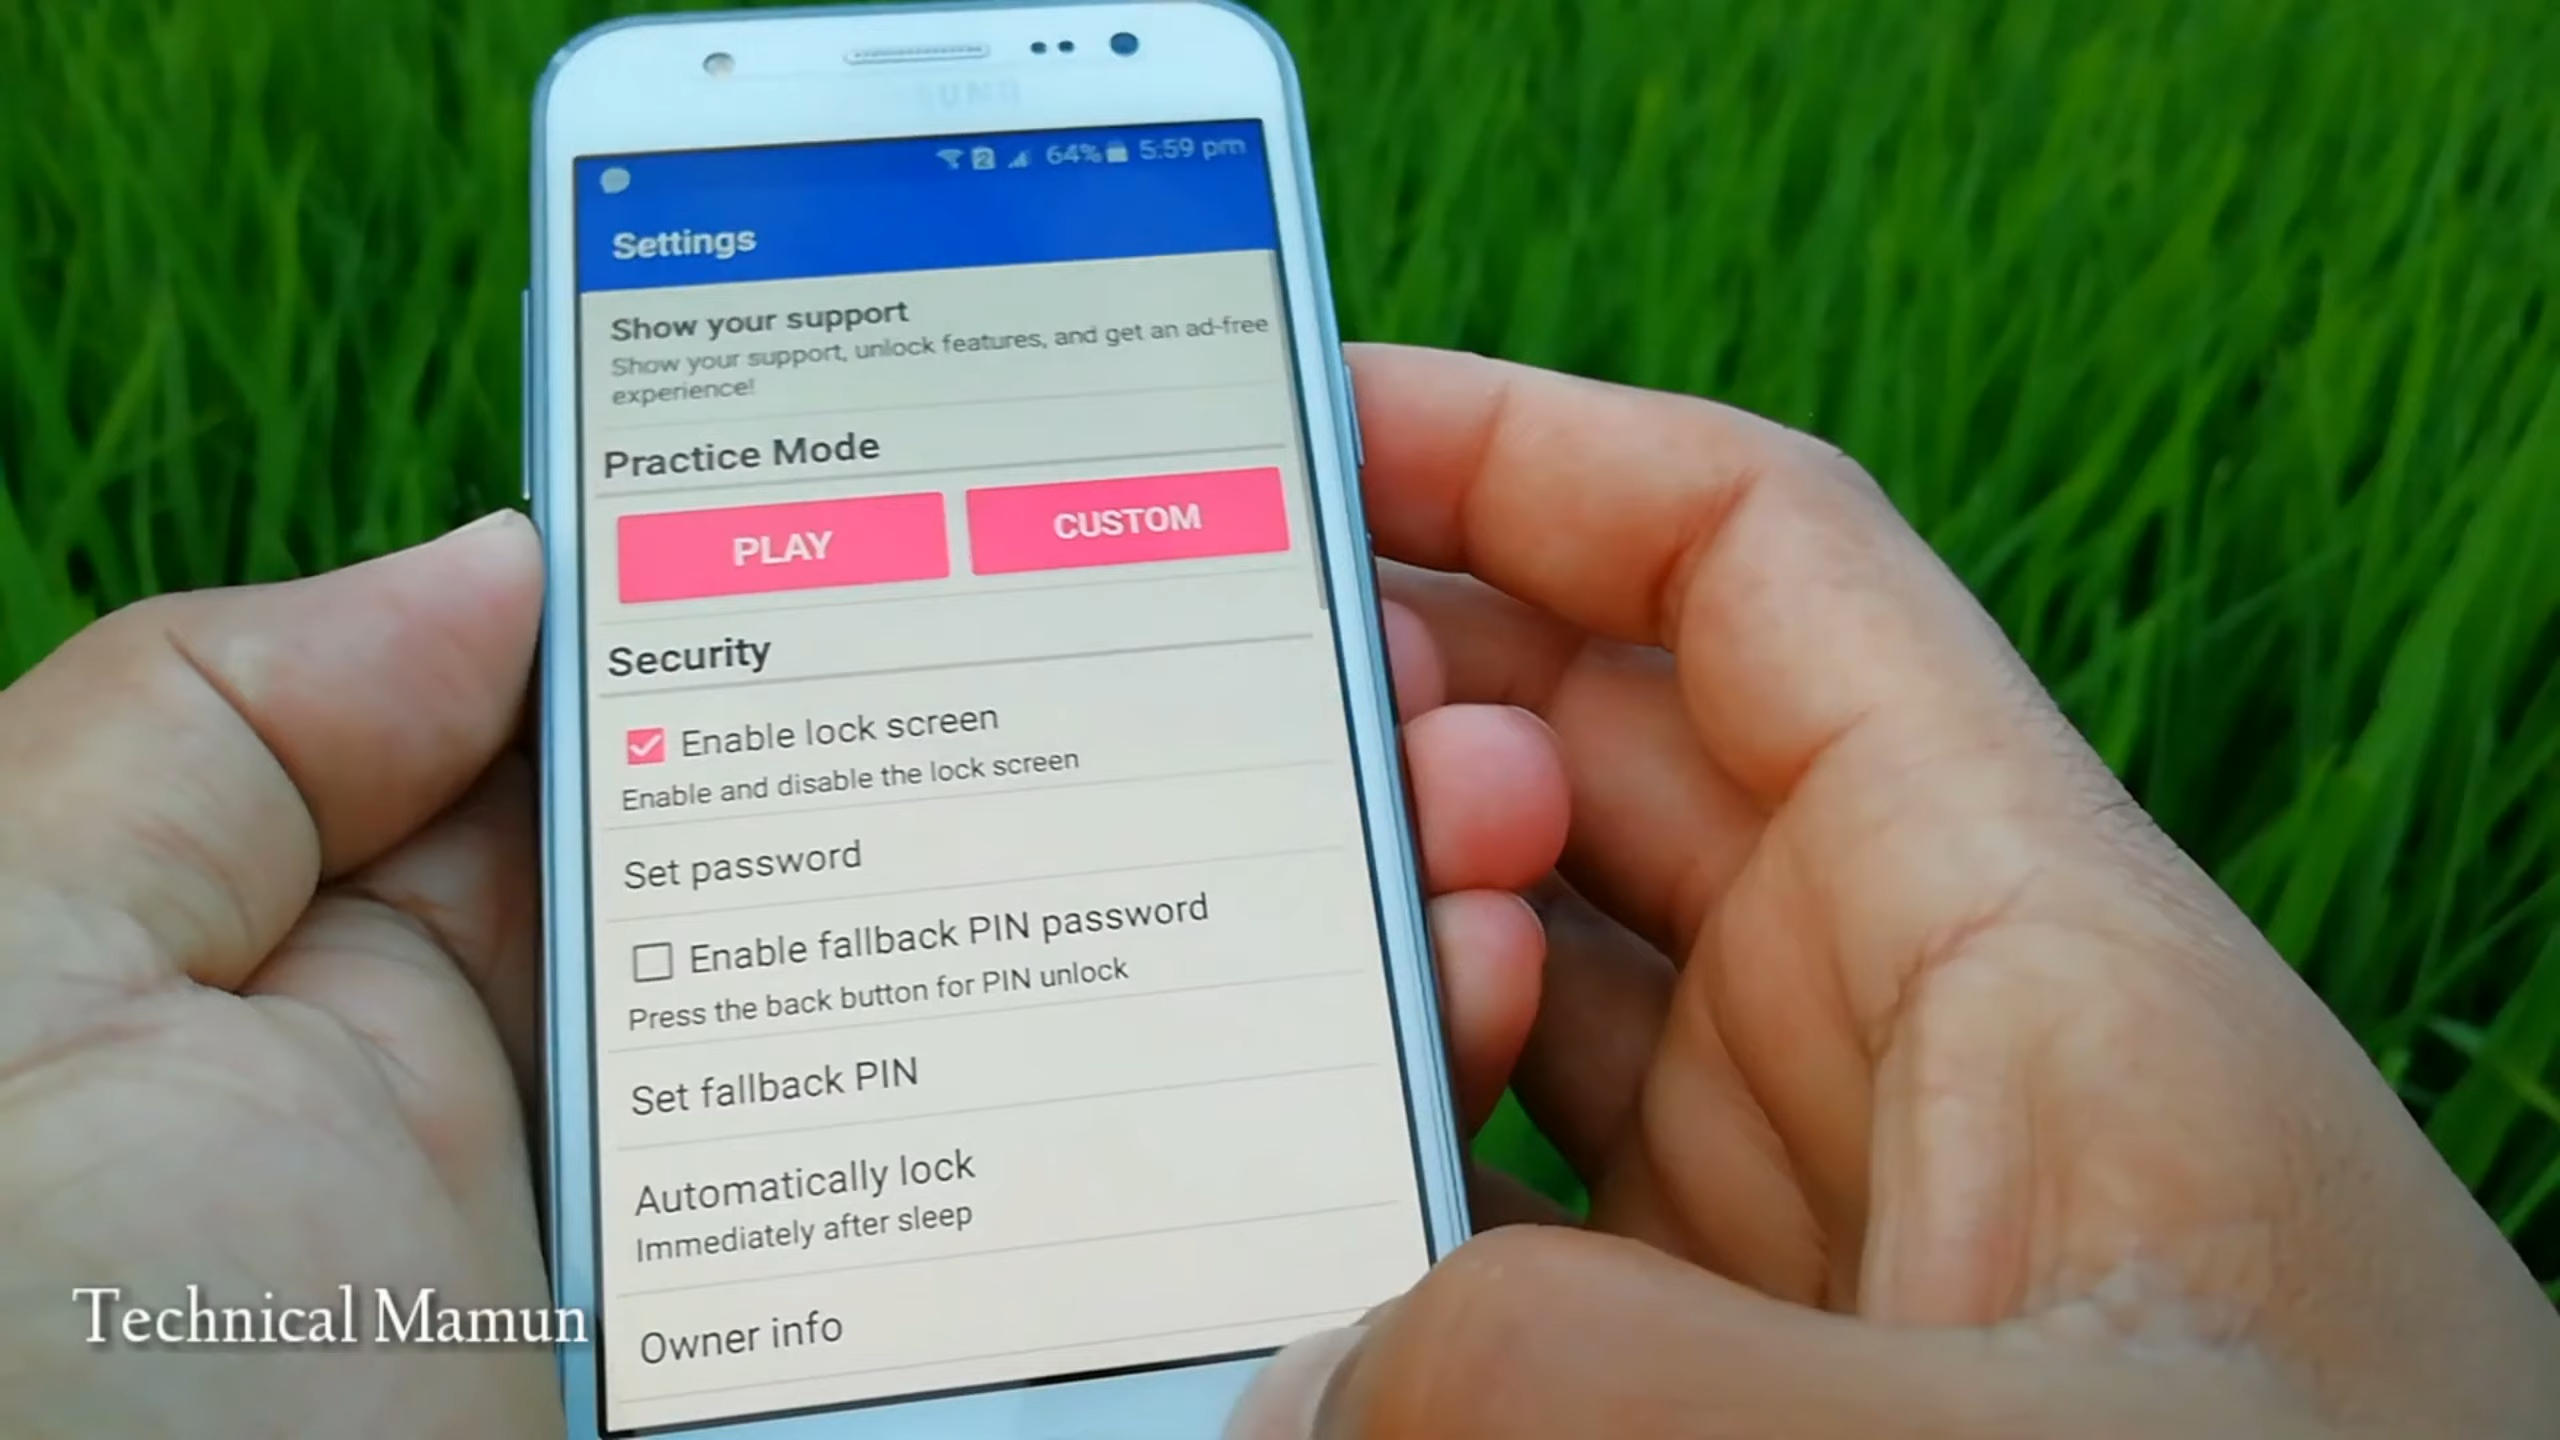 2 64% 5:59 pm
Settings
Show your support
Show your support, unlock features, and get an ad-free
experience!
Practice Mode
PLAY CUSTOM
Security
Enable lock screen
Enable and disable the lock screen
Set password
Enable fallback PIN password
Press the back button for PIN unlock
Set fallback PIN
Automatically lock
Immediately after sleep
Owner info
Technical Mamun